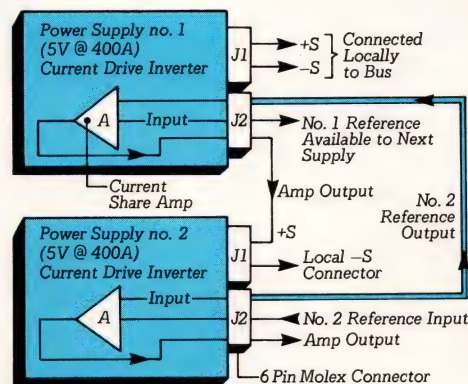 Power Supply no. 1
(5V @ 400A)
Current Drive Inverter
J1
+S
–S
Connected
Locally
to Bus
A
Input
J2
No. 1 Reference
Available to Next
Supply
Current
Share Amp
Amp Output
No. 2
Reference
Output
+S
Power Supply no. 2
(5V @ 400A)
Current Drive Inverter
J1
Local –S
Connector
Input
A
J2
No. 2 Reference Input
Amp Output
6 Pin Molex Connector